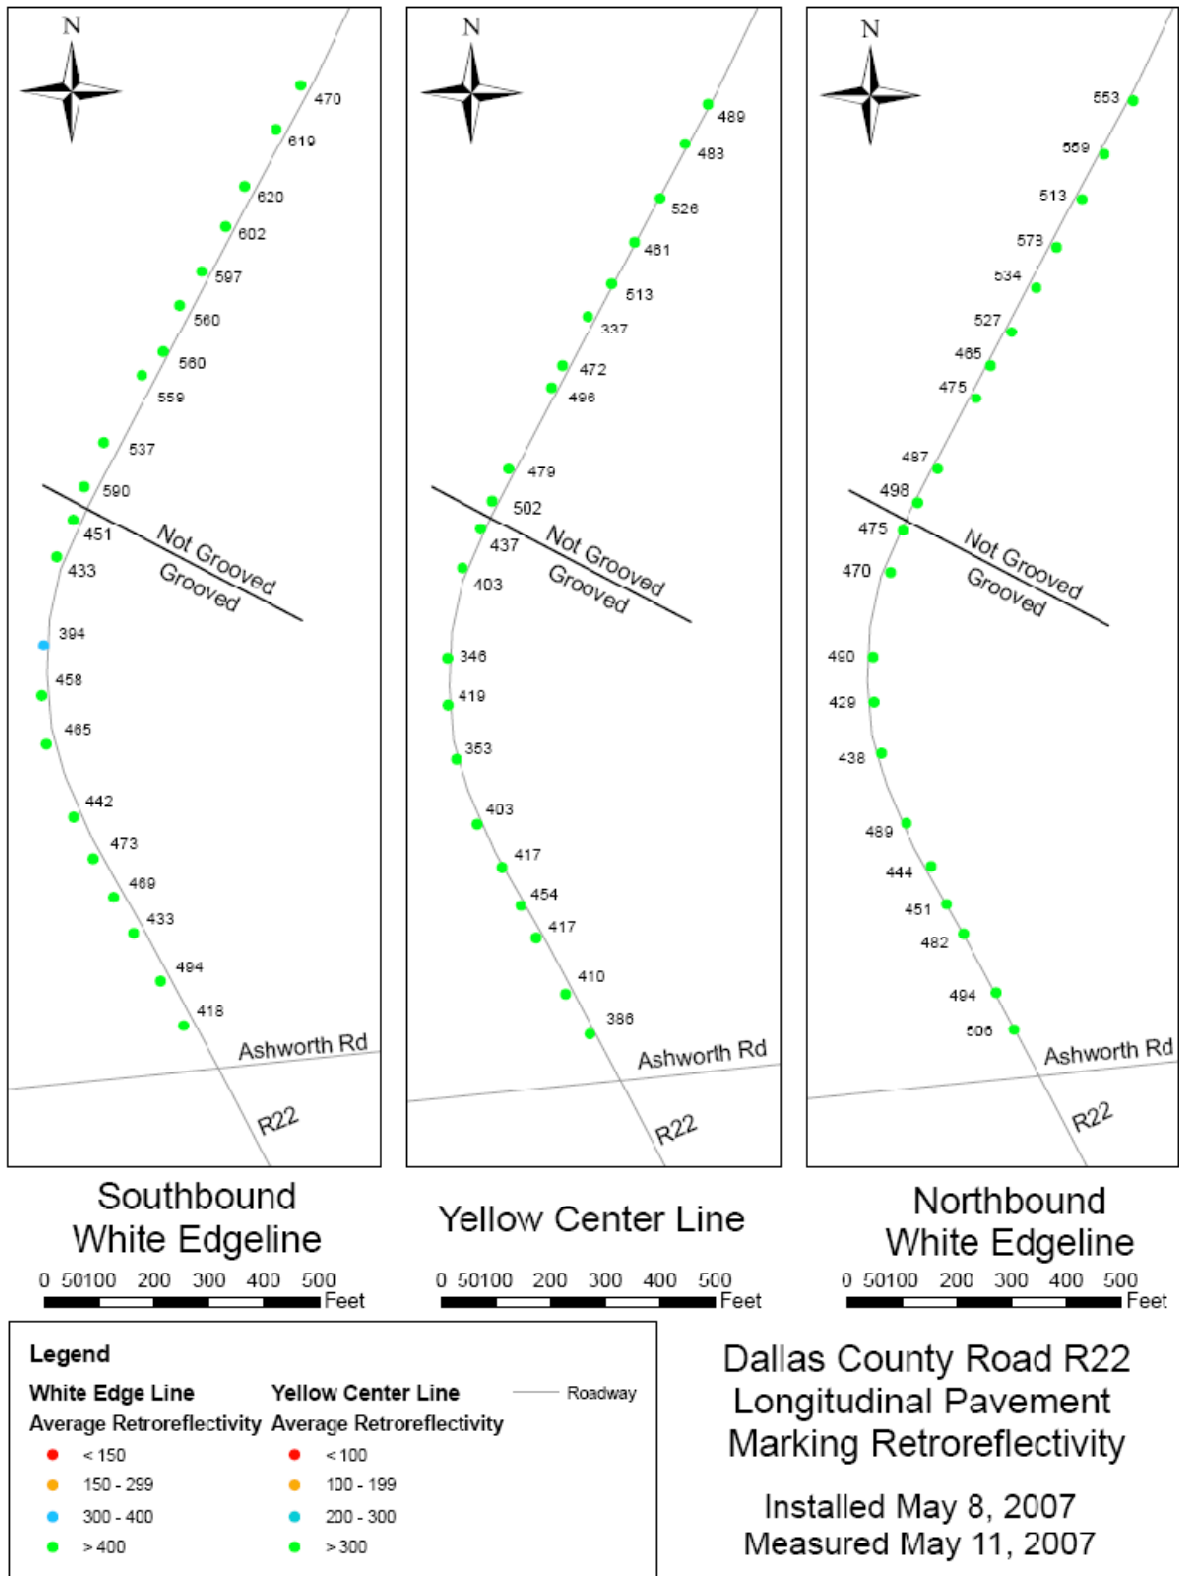 N
470
619
620
602
597
560
560
559
537
590
451
Not Grooved
433
Grooved
394
458
465
442
473
469
433
494
418
Ashworth Rd
R22
N
489
483
526
461
513
337
472
496
479
502
437
Not Grooved
403
Grooved
346
419
353
403
417
454
417
410
386
Ashworth Rd
R22
N
553
559
513
573
534
527
465
475
487
498
475
Not Grooved
470
Grooved
490
429
438
489
444
451
482
494
506
Ashworth Rd
R22
Southbound
White Edgeline
0 50100 200 300 400 500
Feet
Yellow Center Line
0 50100 200 300 400 500
Feet
Northbound
White Edgeline
0 50100 200 300 400 500
Feet
Legend
White Edge Line
Average Retroreflectivity
< 150
150 - 299
300 - 400
> 400
Yellow Center Line
Average Retroreflectivity
< 100
100 - 199
200 - 300
> 300
Roadway
Dallas County Road R22
Longitudinal Pavement
Marking Retroreflectivity
Installed May 8, 2007
Measured May 11, 2007